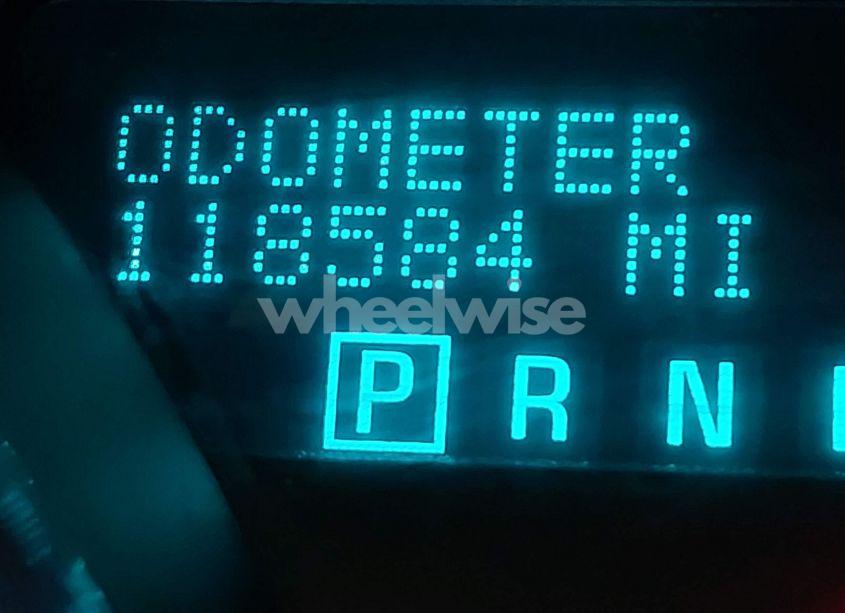 ODOMETER
118584 MI
wheelwise
P R N